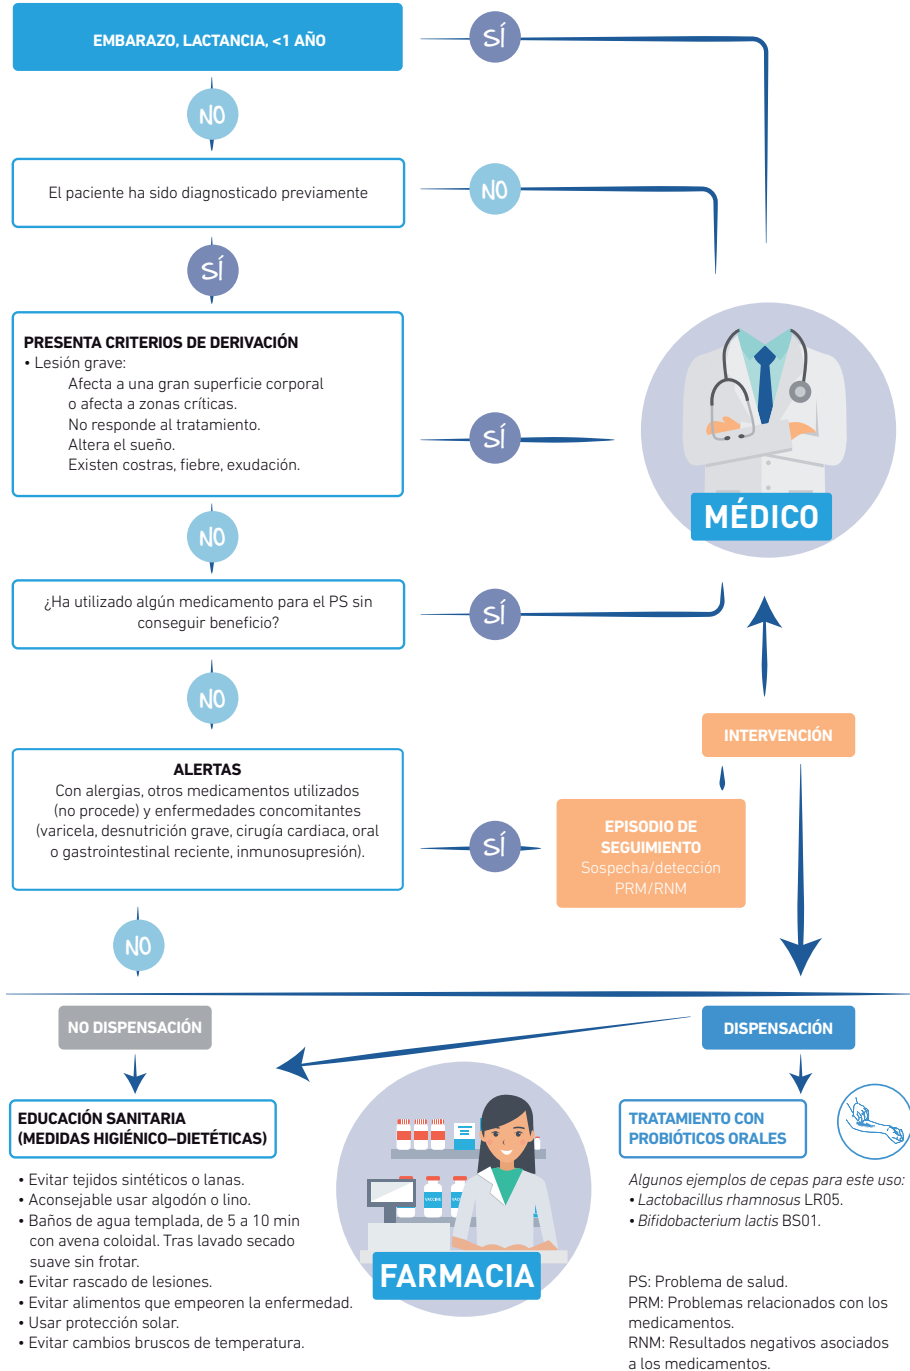 EMBARAZO, LACTANCIA, <1 AÑO
SÍ
NO
El paciente ha sido diagnosticado previamente
NO
SÍ
PRESENTA CRITERIOS DE DERIVACIÓN
• Lesión grave:
Afecta a una gran superficie corporal
o afecta a zonas críticas.
No responde al tratamiento.
Altera el sueño.
Existen costras, fiebre, exudación.
SÍ
MÉDICO
NO
¿Ha utilizado algún medicamento para el PS sin
conseguir beneficio?
SÍ
NO
INTERVENCIÓN
ALERTAS
Con alergias, otros medicamentos utilizados
(no procede) y enfermedades concomitantes
(varicela, desnutrición grave, cirugía cardiaca, oral
o gastrointestinal reciente, inmunosupresión).
SÍ
EPISODIO DE
SEGUIMIENTO
Sospecha/detección
PRM/RNM
NO
NO DISPENSACIÓN
DISPENSACIÓN
EDUCACIÓN SANITARIA
(MEDIDAS HIGIÉNICO–DIETÉTICAS)
• Evitar tejidos sintéticos o lanas.
• Aconsejable usar algodón o lino.
• Baños de agua templada, de 5 a 10 min
con avena coloidal. Tras lavado secado
suave sin frotar.
• Evitar rascado de lesiones.
• Evitar alimentos que empeoren la enfermedad.
• Usar protección solar.
• Evitar cambios bruscos de temperatura.
VACCINE
VACCINE
FARMACIA
TRATAMIENTO CON
PROBIÓTICOS ORALES
Algunos ejemplos de cepas para este uso:
• Lactobacillus rhamnosus LR05.
• Bifidobacterium lactis BS01.
PS: Problema de salud.
PRM: Problemas relacionados con los
medicamentos.
RNM: Resultados negativos asociados
a los medicamentos.